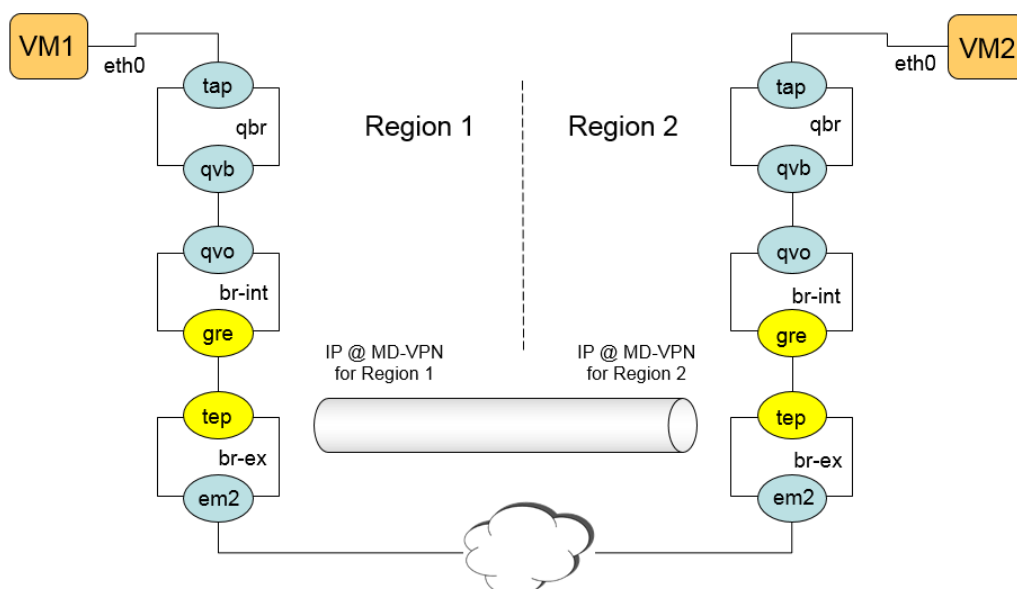 VM1
eth0
tap
qbr
qvb
qvo
br-int
gre
tep
br-ex
em2
Region 1
Region 2
IP @ MD-VPN
for Region 1
IP @ MD-VPN
for Region 2
VM2
eth0
tap
qbr
qvb
qvo
br-int
gre
tep
br-ex
em2